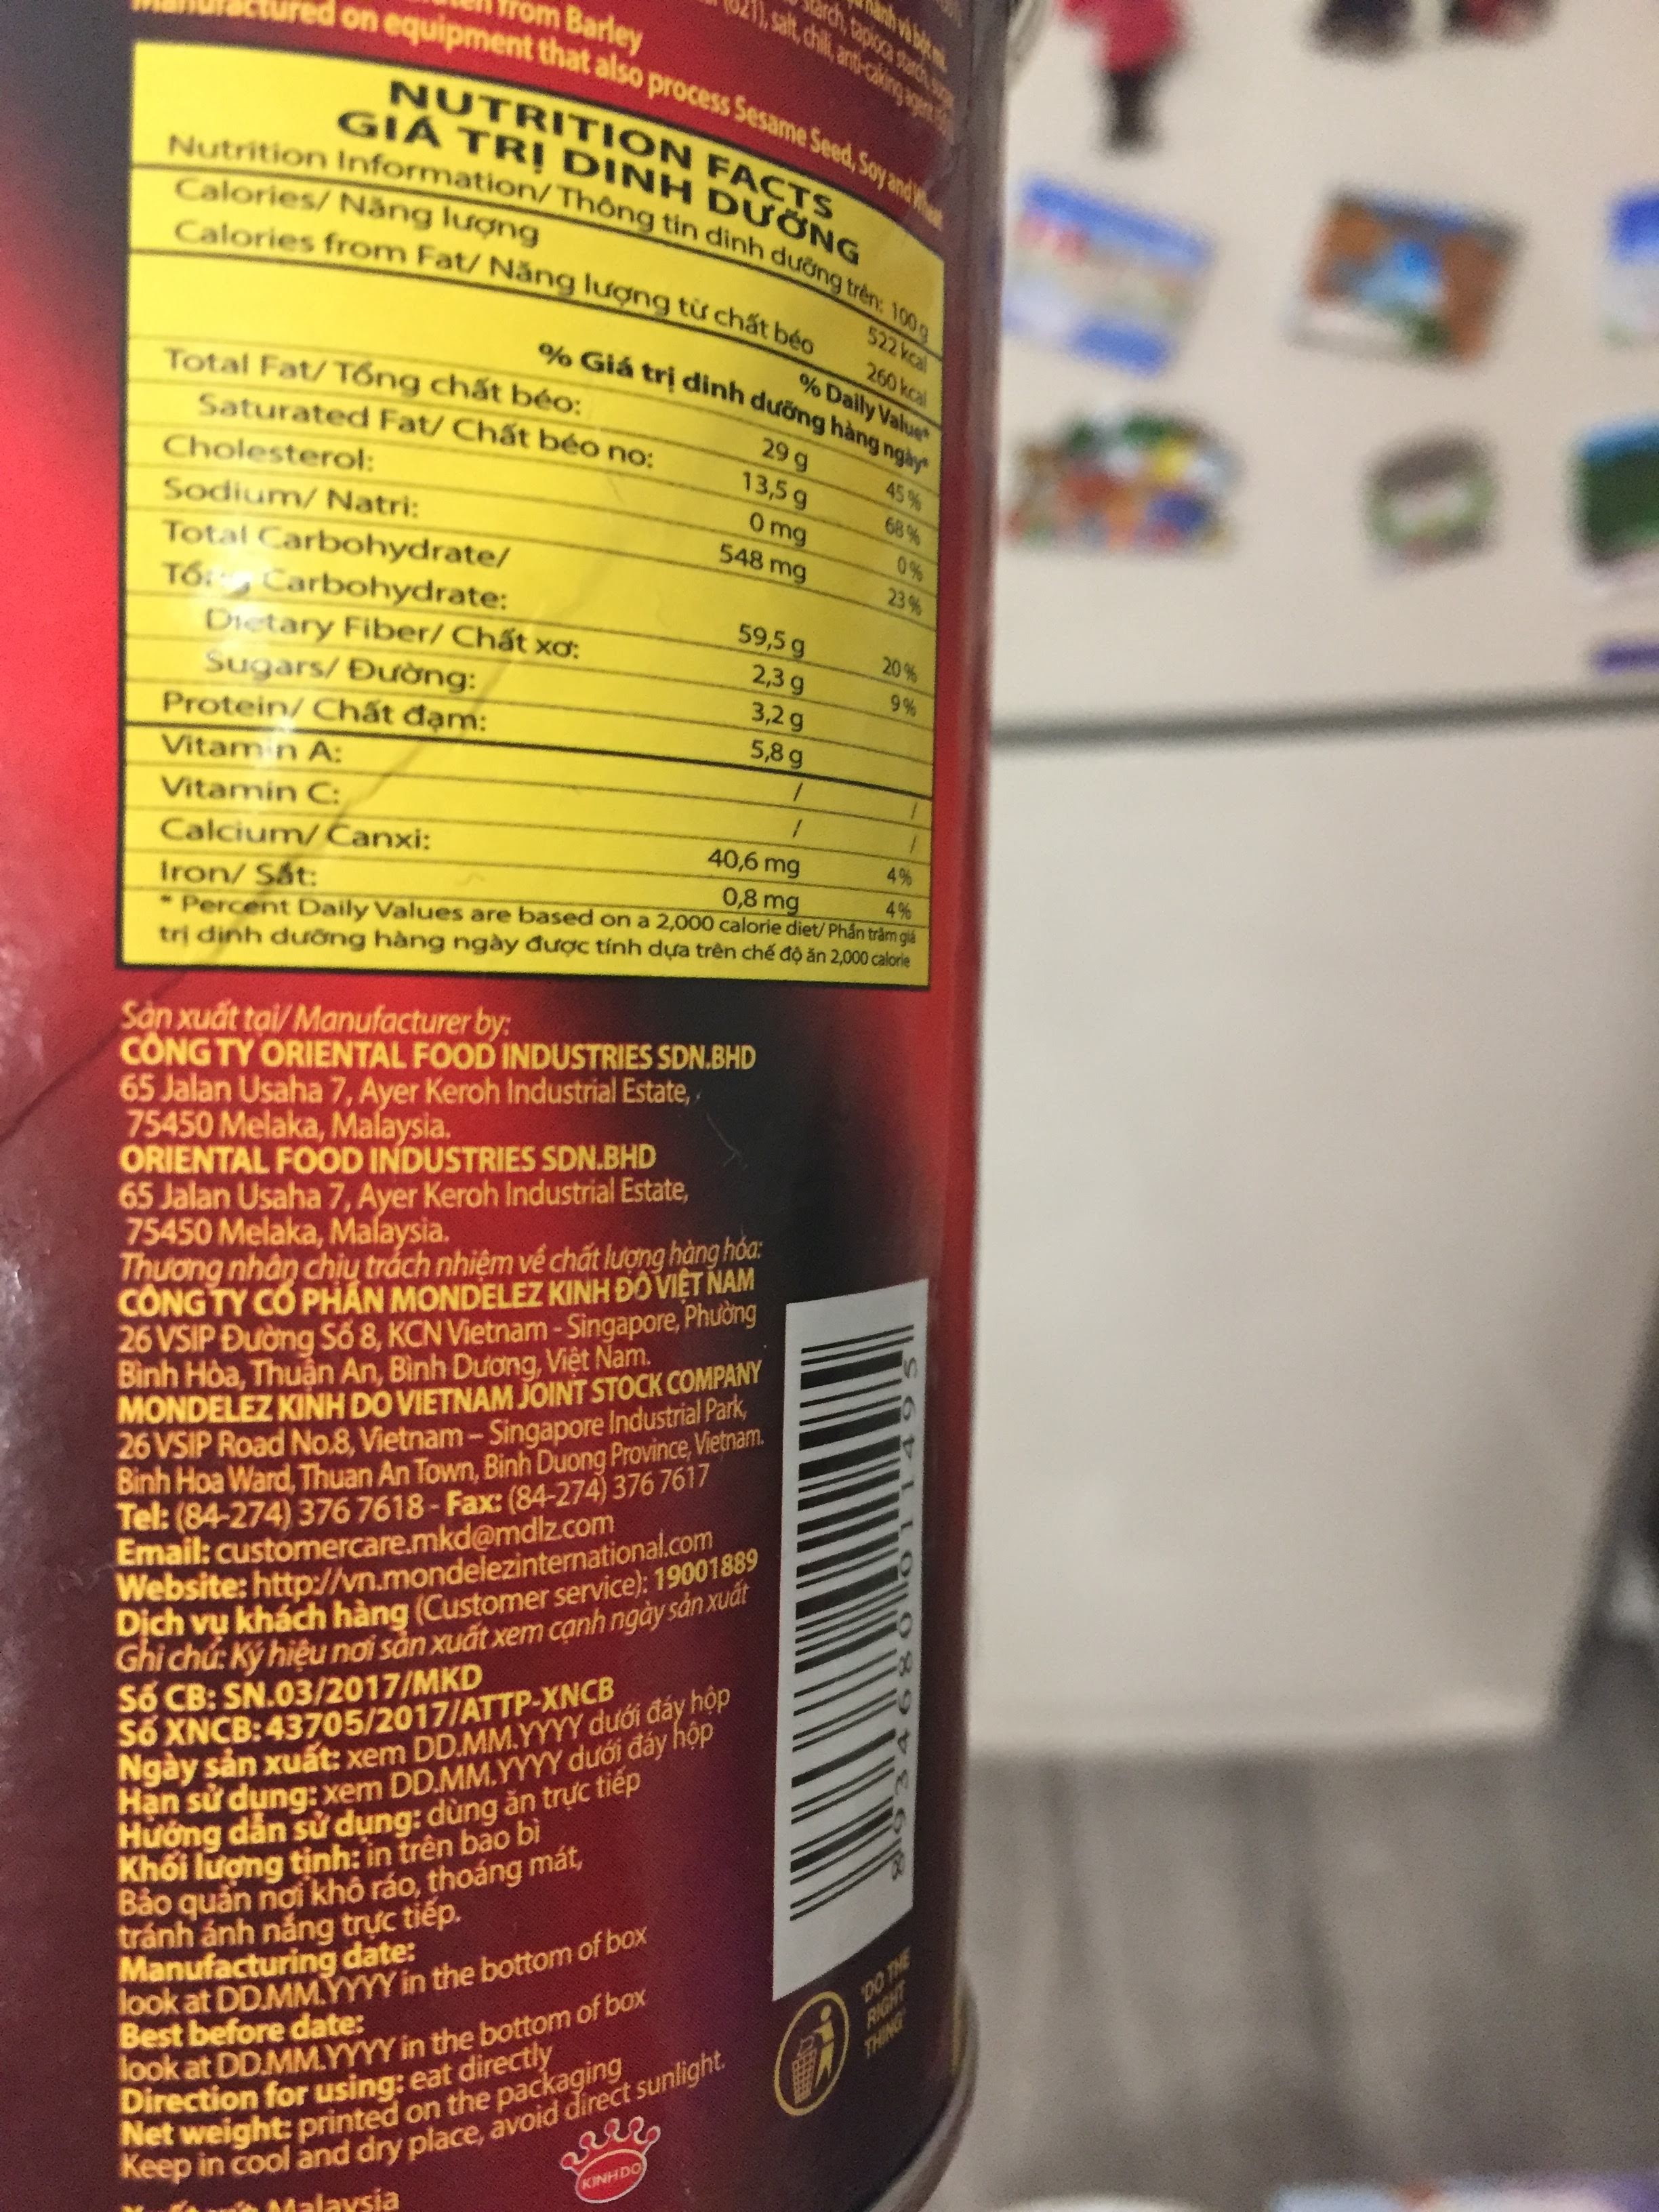 from Barley
starch, tapioca starch,
(621), salt, chili, anti-caking agent
Manufactured on equipment that also process Sesame Seed, Soy and Wheat
NUTRITION FACTS
GIÁ TRỊ DINH DƯỠNG
Nutrition Information/ Thông tin dinh dưỡng trên: 100 g
Calories/ Năng lượng 522 kcal
Calories from Fat/ Năng lượng từ chất béo 260 kcal
% Daily Value*
% Giá trị dinh dưỡng hàng ngày*
Total Fat/ Tổng chất béo: 29 g 45 %
Saturated Fat/ Chất béo no: 13,5 g 68 %
Cholesterol: 0 mg 0 %
Sodium/ Natri: 548 mg 23 %
Total Carbohydrate/
Tổng Carbohydrate: 59,5 g 20 %
Dietary Fiber/ Chất xơ: 2,3 g 9 %
Sugars/ Đường: 3,2 g
Protein/ Chất đạm: 5,8 g
Vitamin A: / /
Vitamin C: / /
Calcium/ Canxi: 40,6 mg 4 %
Iron/ Sắt: 0,8 mg 4 %
* Percent Daily Values are based on a 2,000 calorie diet/ Phần trăm giá
trị dinh dưỡng hàng ngày được tính dựa trên chế độ ăn 2,000 calorie
Sản xuất tại/ Manufacturer by:
CÔNG TY ORIENTAL FOOD INDUSTRIES SDN.BHD
65 Jalan Usaha 7, Ayer Keroh Industrial Estate,
75450 Melaka, Malaysia.
ORIENTAL FOOD INDUSTRIES SDN.BHD
65 Jalan Usaha 7, Ayer Keroh Industrial Estate,
75450 Melaka, Malaysia.
Thương nhân chịu trách nhiệm về chất lượng hàng hóa:
CÔNG TY CỔ PHẦN MONDELEZ KINH ĐÔ VIỆT NAM
26 VSIP Đường Số 8, KCN Vietnam - Singapore, Phường
Bình Hòa, Thuận An, Bình Dương, Việt Nam.
MONDELEZ KINH DO VIETNAM JOINT STOCK COMPANY
26 VSIP Road No.8, Vietnam – Singapore Industrial Park,
Binh Hoa Ward, Thuan An Town, Binh Duong Province, Vietnam.
Tel: (84-274) 376 7618 - Fax: (84-274) 376 7617
Email: customercare.mkd@mdlz.com
Website: http://vn.mondelezinternational.com
Dịch vụ khách hàng (Customer service): 19001889
Ghi chú: Ký hiệu nơi sản xuất xem cạnh ngày sản xuất
Số CB: SN.03/2017/MKD
Số XNCB: 43705/2017/ATTP-XNCB
Ngày sản xuất: xem DD.MM.YYYY dưới đáy hộp
Hạn sử dụng: xem DD.MM.YYYY dưới đáy hộp
Hướng dẫn sử dụng: dùng ăn trực tiếp
Khối lượng tịnh: in trên bao bì
Bảo quản nơi khô ráo, thoáng mát,
tránh ánh nắng trực tiếp.
Manufacturing date:
look at DD.MM.YYYY in the bottom of box
Best before date:
look at DD.MM.YYYY in the bottom of box
Direction for using: eat directly
Net weight: printed on the packaging
Keep in cool and dry place, avoid direct sunlight.
Malaysia
KINH DO
8 934680 011495
'DO THE
RIGHT
THING'